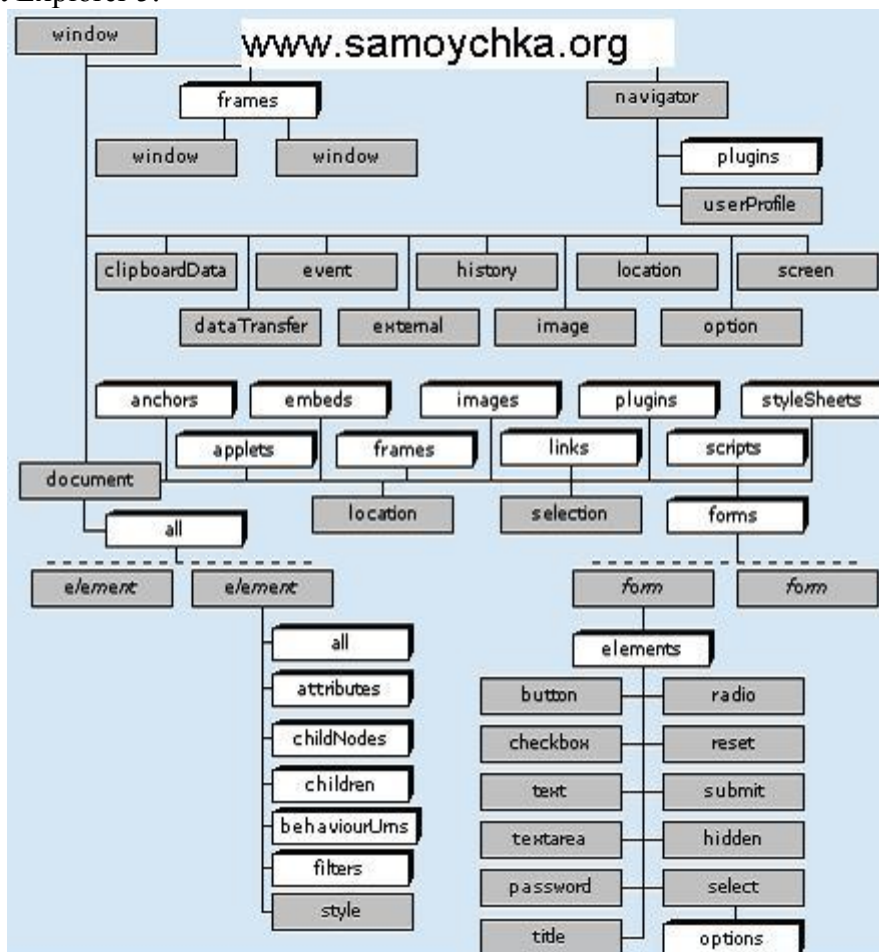 window
www.samoychka.org
frames
navigator
window window
plugins
userProfile
clipboardData event history location screen
dataTransfer external image option
anchors embeds images plugins styleSheets
applets frames links scripts
document
location selection forms
all
element element form form
all
elements
attributes
button radio
childNodes
checkbox reset
children
text submit
behaviourUrns
textarea hidden
filters
password select
style
title options